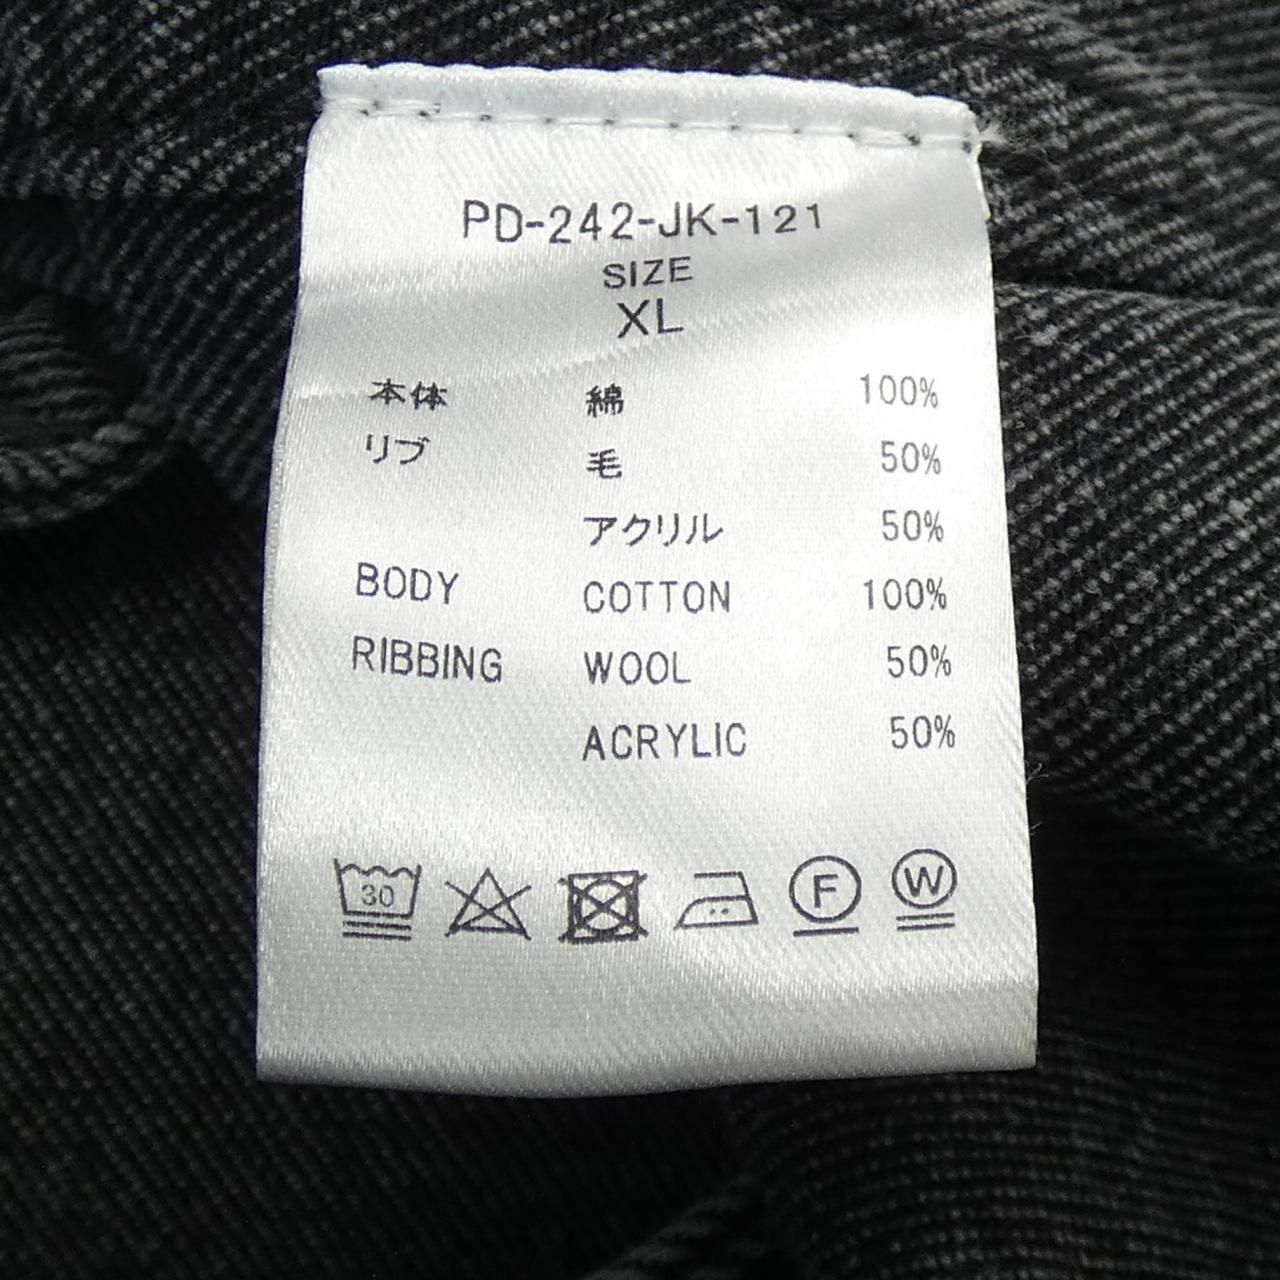 PD-242-JK-121
SIZE
XL
本体 綿 100%
リブ 毛 50%
アクリル 50%
BODY COTTON 100%
RIBBING WOOL 50%
ACRYLIC 50%
30 F W